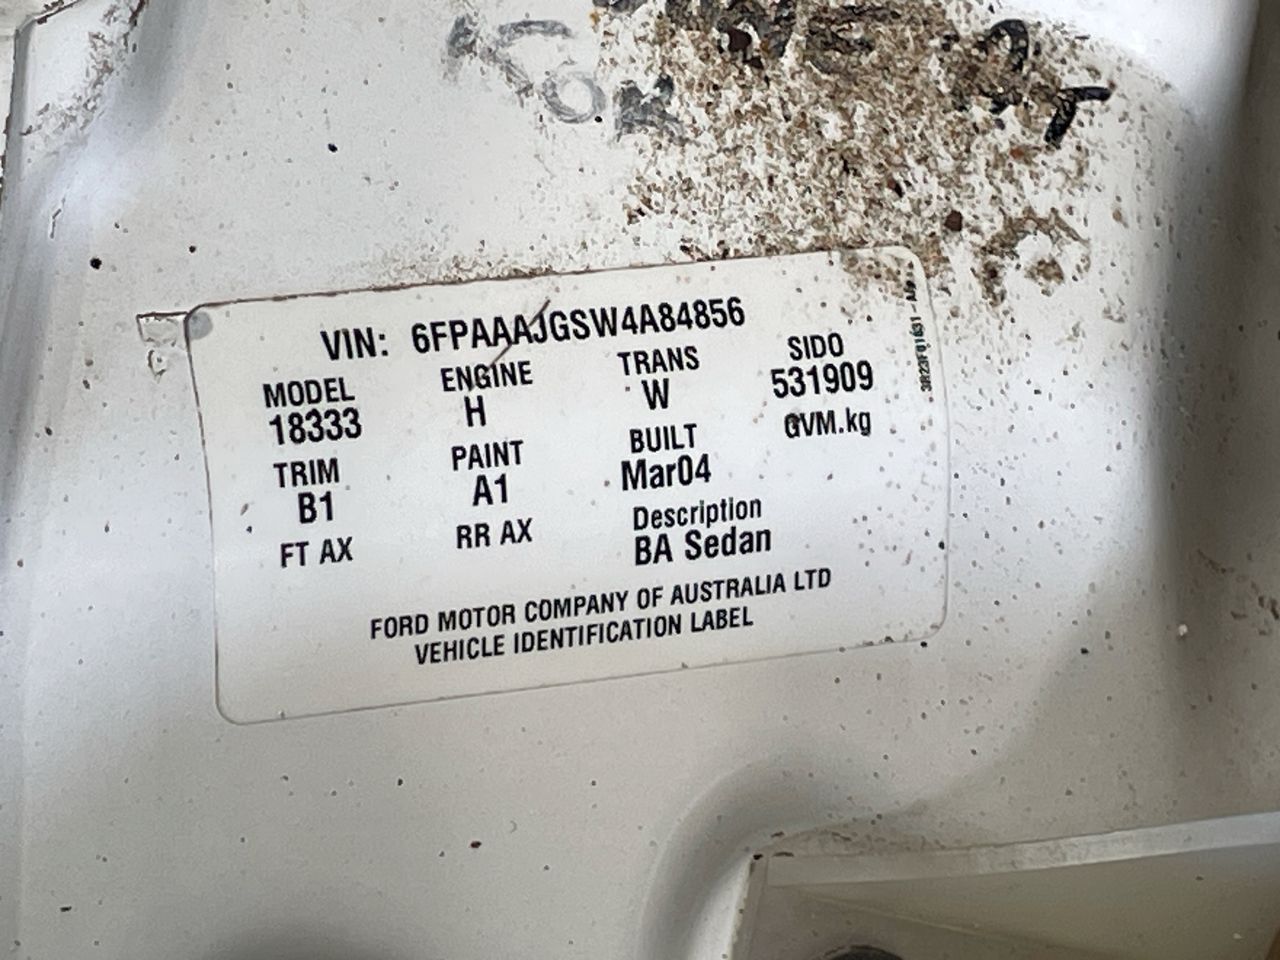 VIN: 6FPAAAJGSW4A84856
MODEL ENGINE TRANS SIDO
18333 H W 531909
TRIM PAINT BUILT GVM.kg
B1 A1 Mar04
FT AX RR AX Description
BA Sedan
FORD MOTOR COMPANY OF AUSTRALIA LTD
VEHICLE IDENTIFICATION LABEL